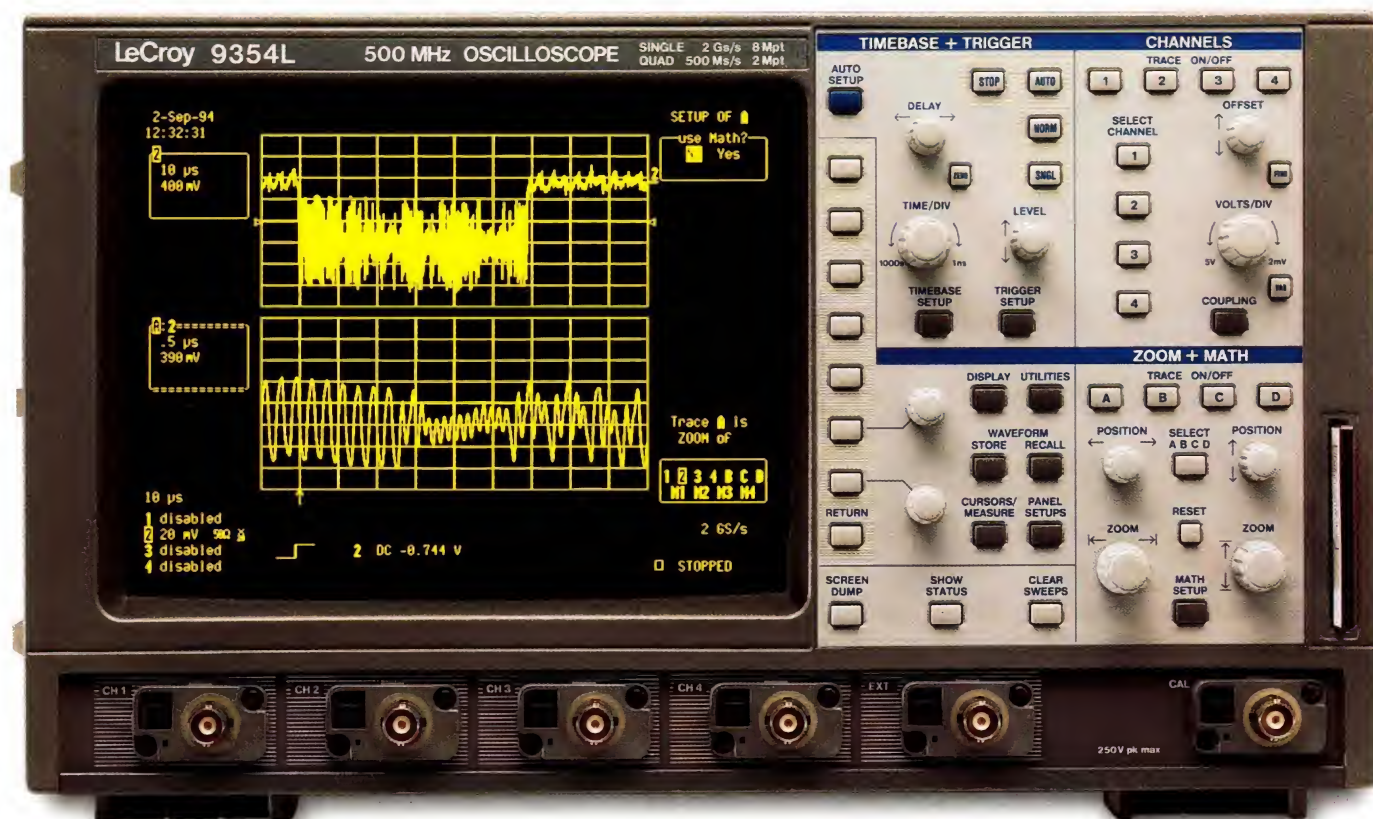 LeCroy 9354L 500 MHz OSCILLOSCOPE
SINGLE 2 Gs/s 8 Mpt
QUAD 500 Ms/s 2 Mpt
2-Sep-94
12:32:31
2
10 µs
400 mV
SETUP OF A
use Math?
Yes
2
A:2
.5 µs
390 mV
Trace A is
ZOOM of
1 2 3 4 B C D
M1 M2 M3 M4
10 µs
1 disabled
2 20 mV 50Ω
3 disabled
4 disabled
2 DC -0.744 V
2 GS/s
STOPPED
TIMEBASE + TRIGGER
AUTO SETUP
STOP AUTO
DELAY
NORM
ZERO
SNGL
TIME/DIV
LEVEL
1ns
TIMEBASE SETUP
TRIGGER SETUP
CHANNELS
TRACE ON/OFF
1 2 3 4
SELECT CHANNEL
OFFSET
1
FIND
2
VOLTS/DIV
3
5V 2mV
4
COUPLING
DISPLAY UTILITIES
WAVEFORM
STORE RECALL
CURSORS/ MEASURE
PANEL SETUPS
RETURN
SCREEN DUMP
SHOW STATUS
CLEAR SWEEPS
ZOOM + MATH
TRACE ON/OFF
A B C D
POSITION
SELECT A B C D
POSITION
RESET
ZOOM
ZOOM
MATH SETUP
CH 1
CH 2
CH 3
CH 4
EXT
250V pk max
CAL